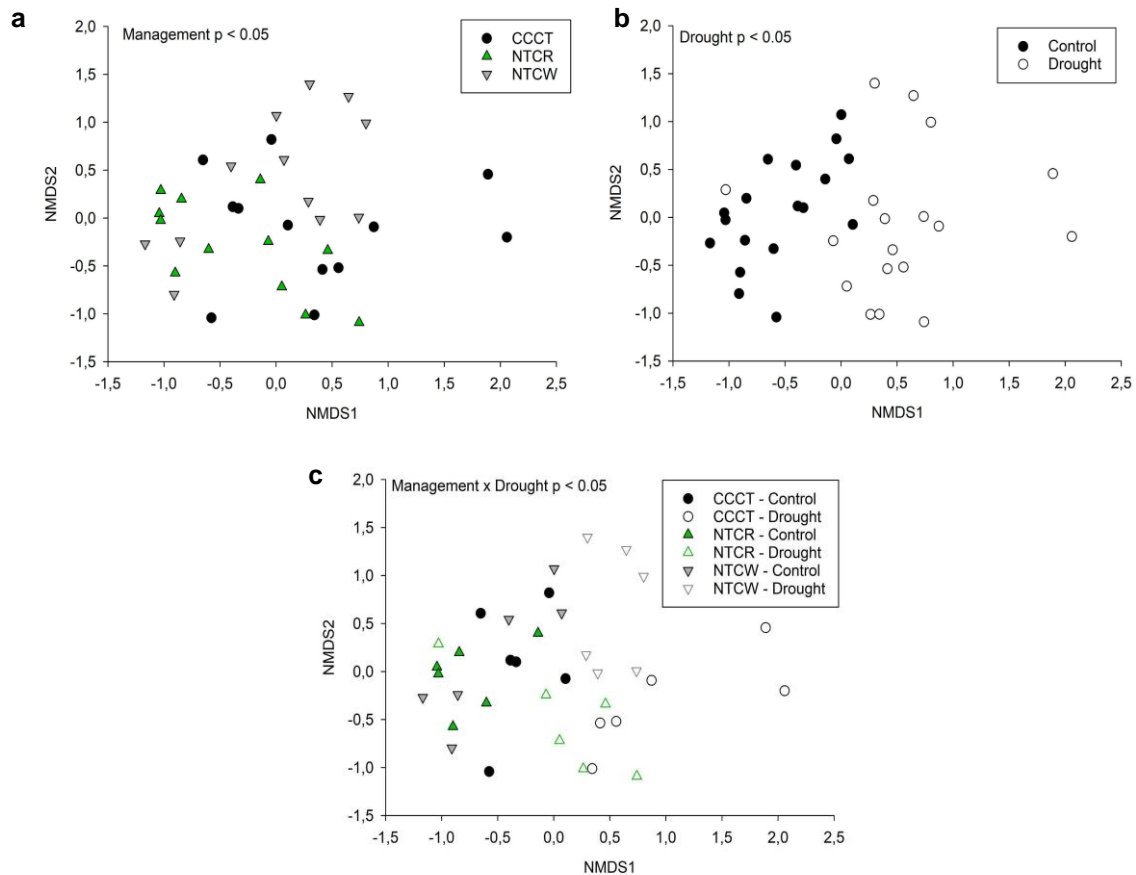 a
Management p < 0.05
CCCT
NTCR
NTCW
2,0
1,5
1,0
0,5
0,0
-0,5
-1,0
-1,5
NMDS2
-1,5 -1,0 -0,5 0,0 0,5 1,0 1,5 2,0 2,5
NMDS1
b
Drought p < 0.05
Control
Drought
2,0
1,5
1,0
0,5
0,0
-0,5
-1,0
-1,5
NMDS2
-1,5 -1,0 -0,5 0,0 0,5 1,0 1,5 2,0 2,5
NMDS1
c
Management x Drought p < 0.05
CCCT - Control
CCCT - Drought
NTCR - Control
NTCR - Drought
NTCW - Control
NTCW - Drought
2,0
1,5
1,0
0,5
0,0
-0,5
-1,0
-1,5
NMDS2
-1,5 -1,0 -0,5 0,0 0,5 1,0 1,5 2,0 2,5
NMDS1